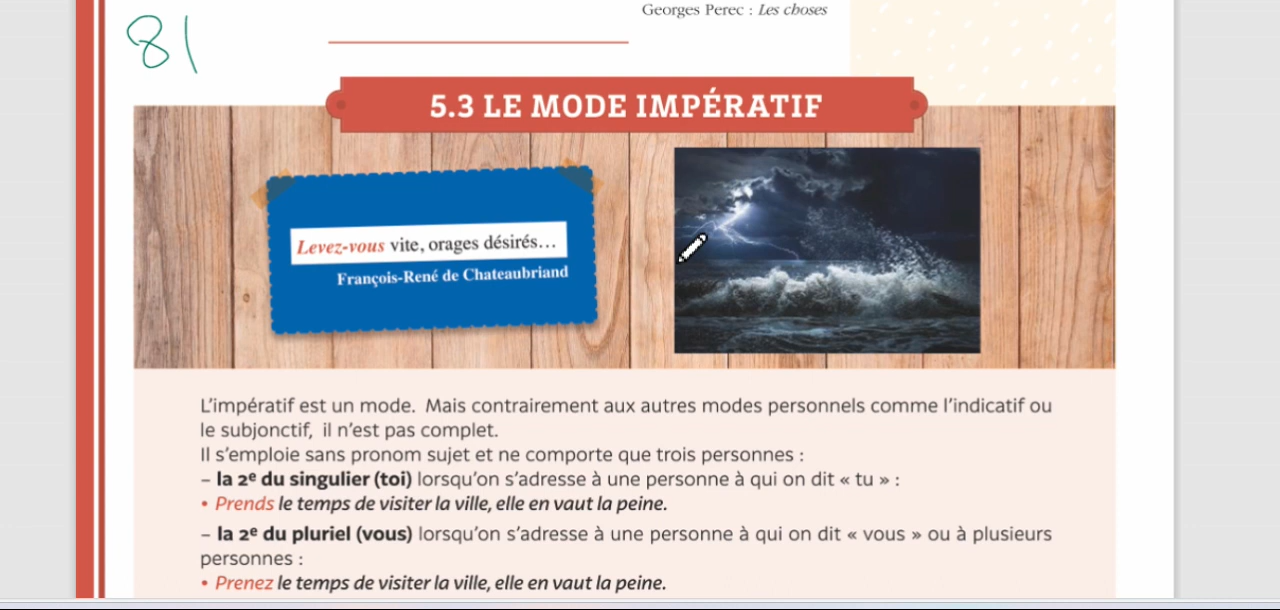 Georges Perec : Les choses
81
5.3 LE MODE IMPÉRATIF
Levez-vous vite, orages désirés...
François-René de Chateaubriand
L'impératif est un mode. Mais contrairement aux autres modes personnels comme l'indicatif ou
le subjonctif, il n'est pas complet.
Il s'emploie sans pronom sujet et ne comporte que trois personnes :
– la 2e du singulier (toi) lorsqu'on s'adresse à une personne à qui on dit « tu » :
• Prends le temps de visiter la ville, elle en vaut la peine.
– la 2e du pluriel (vous) lorsqu'on s'adresse à une personne à qui on dit « vous » ou à plusieurs
personnes :
• Prenez le temps de visiter la ville, elle en vaut la peine.